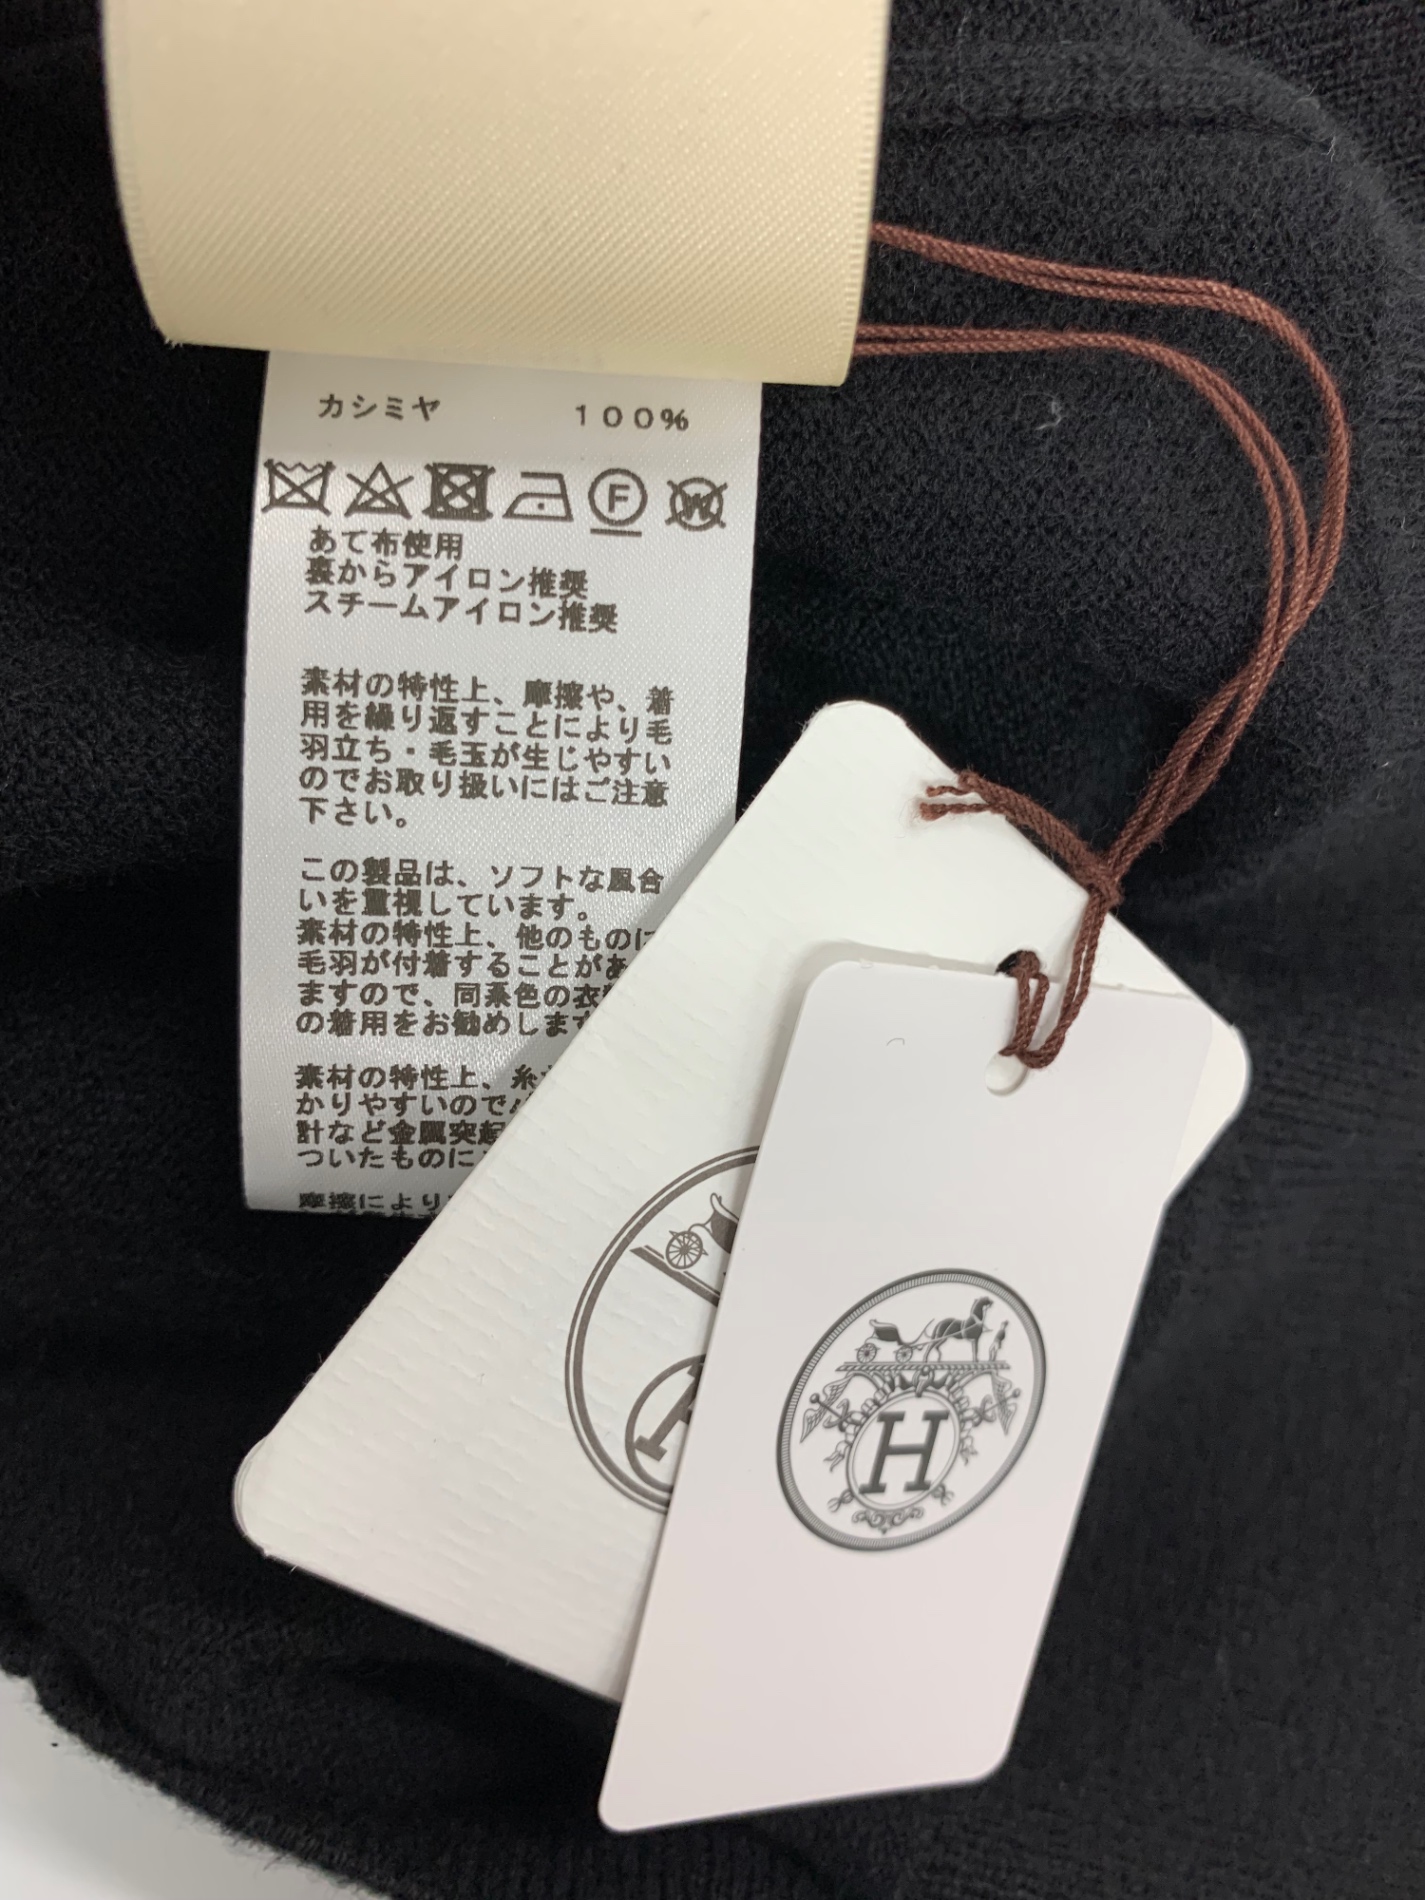 カシミヤ 100%
F W
あて布使用
裏からアイロン推奨
スチームアイロン推奨
素材の特性上、摩擦や、着
用を繰り返すことにより毛
羽立ち・毛玉が生じやすい
のでお取り扱いにはご注意
下さい。
この製品は、ソフトな風合
いを重視しています。
素材の特性上、他のものに
毛羽が付着することがあ
ますので、同系色の衣
の着用をお勧めします
素材の特性上、糸
かりやすいので
計など金属突起
ついたものに
摩擦により
H